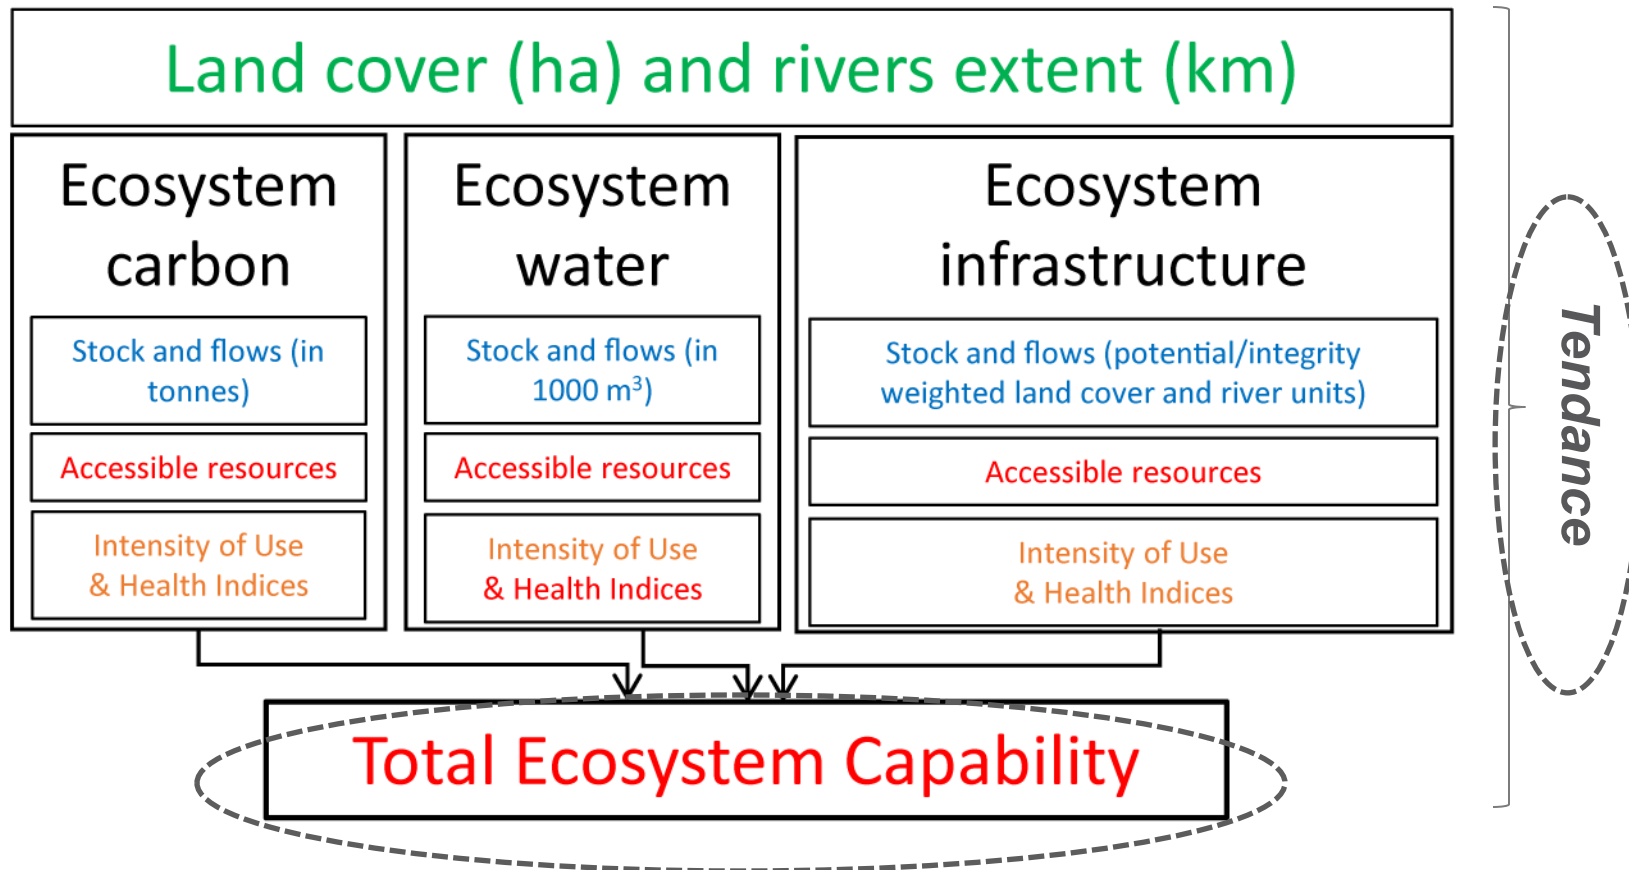 Land cover (ha) and rivers extent (km)
Ecosystem
carbon
Stock and flows (in
tonnes)
Accessible resources
Intensity of Use
& Health Indices
Ecosystem
water
Stock and flows (in
1000 m³)
Accessible resources
Intensity of Use
& Health Indices
Ecosystem
infrastructure
Stock and flows (potential/integrity
weighted land cover and river units)
Accessible resources
Intensity of Use
& Health Indices
Total Ecosystem Capability
Tendance